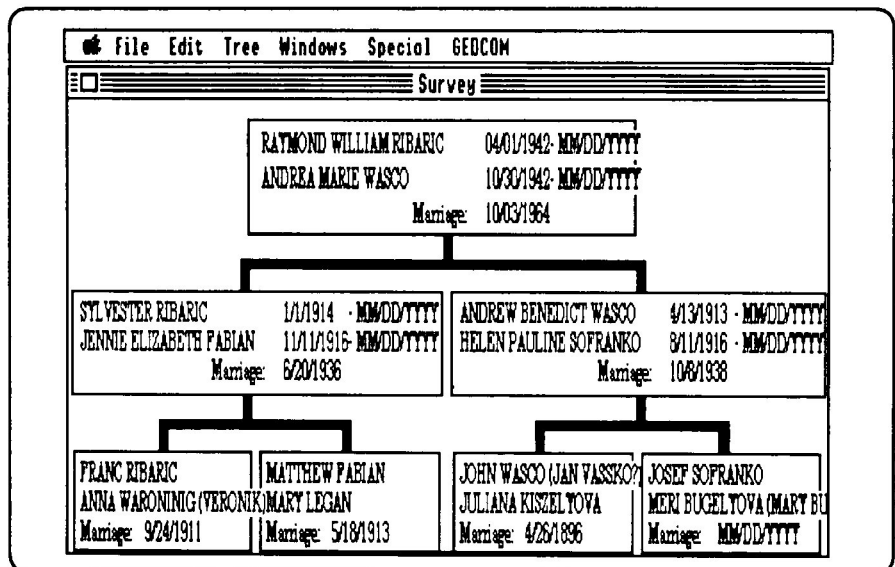 File Edit Tree Windows Special GEDCOM
Survey
RAYMOND WILLIAM RIBARIC 04/01/1942- MM/DD/YYYY
ANDREA MARIE WASCO 10/30/1942- MM/DD/YYYY
Marriage: 10/03/1964
SYLVESTER RIBARIC 1/1/1914 - MM/DD/YYYY
JENNIE ELIZABETH FABIAN 11/11/1916- MM/DD/YYYY
Marriage: 6/20/1936
ANDREW BENEDICT WASCO 4/13/1913 - MM/DD/YYYY
HELEN PAULINE SOFRANKO 8/11/1916 - MM/DD/YYYY
Marriage: 10/8/1938
FRANC RIBARIC
ANNA WARONINIG (VERONIK)
Marriage: 9/24/1911
MATTHEW FABIAN
MARY LEGAN
Marriage: 5/18/1913
JOHN WASCO (JAN VASSKO?)
JULIANA KISZELYOVA
Marriage: 4/26/1896
JOSEF SOFRANKO
MERI BUGELYOVA (MARY BU
Marriage: MM/DD/YYYY